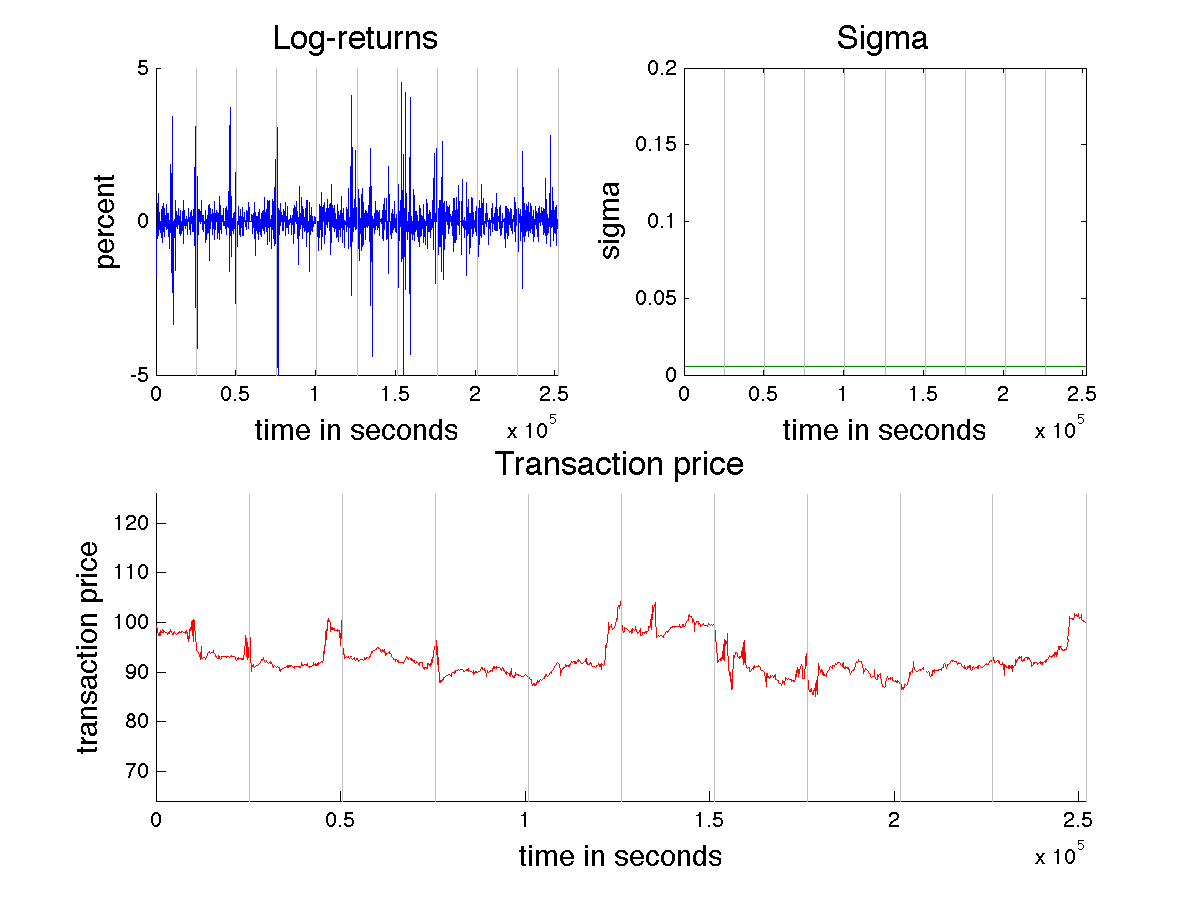 Log-returns
5
0
-5
percent
0 0.5 1 1.5 2 2.5
x 10^5
time in seconds
Sigma
0.2
0.15
0.1
0.05
0
sigma
0 0.5 1 1.5 2 2.5
x 10^5
time in seconds
Transaction price
120
110
100
90
80
70
transaction price
0 0.5 1 1.5 2 2.5
x 10^5
time in seconds